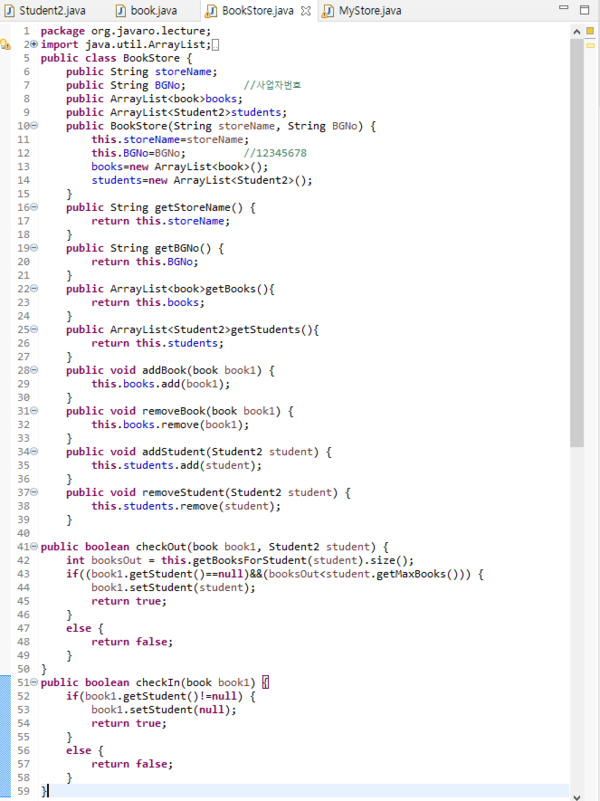 Student2.java book.java BookStore.java MyStore.java
1 package org.javaro.lecture;
2 import java.util.ArrayList;
5 public class BookStore {
6 public String storeName;
7 public String BGNo; //사업자번호
8 public ArrayList<book>books;
9 public ArrayList<Student2>students;
10 public BookStore(String storeName, String BGNo) {
11 this.storeName=storeName;
12 this.BGNo=BGNo; //12345678
13 books=new ArrayList<book>();
14 students=new ArrayList<Student2>();
15 }
16 public String getStoreName() {
17 return this.storeName;
18 }
19 public String getBGNo() {
20 return this.BGNo;
21 }
22 public ArrayList<book>getBooks(){
23 return this.books;
24 }
25 public ArrayList<Student2>getStudents(){
26 return this.students;
27 }
28 public void addBook(book book1) {
29 this.books.add(book1);
30 }
31 public void removeBook(book book1) {
32 this.books.remove(book1);
33 }
34 public void addStudent(Student2 student) {
35 this.students.add(student);
36 }
37 public void removeStudent(Student2 student) {
38 this.students.remove(student);
39 }
40
41 public boolean checkOut(book book1, Student2 student) {
42 int booksOut = this.getBooksForStudent(student).size();
43 if((book1.getStudent()==null)&&(booksOut<student.getMaxBooks())) {
44 book1.setStudent(student);
45 return true;
46 }
47 else {
48 return false;
49 }
50 }
51 public boolean checkIn(book book1) {
52 if(book1.getStudent()!=null) {
53 book1.setStudent(null);
54 return true;
55 }
56 else {
57 return false;
58 }
59 }